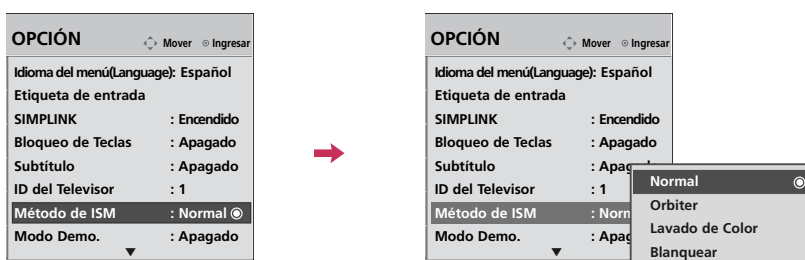 OPCIÓN Mover Ingresar
Idioma del menú(Language): Español
Etiqueta de entrada
SIMPLINK : Encendido
Bloqueo de Teclas : Apagado
Subtítulo : Apagado
ID del Televisor : 1
Método de ISM : Normal
Modo Demo. : Apagado
OPCIÓN Mover Ingresar
Idioma del menú(Language): Español
Etiqueta de entrada
SIMPLINK : Encendido
Bloqueo de Teclas : Apagado
Subtítulo
ID del Televisor : 1
Método de ISM
Modo Demo.
Normal
Orbiter
Lavado de Color
Blanquear